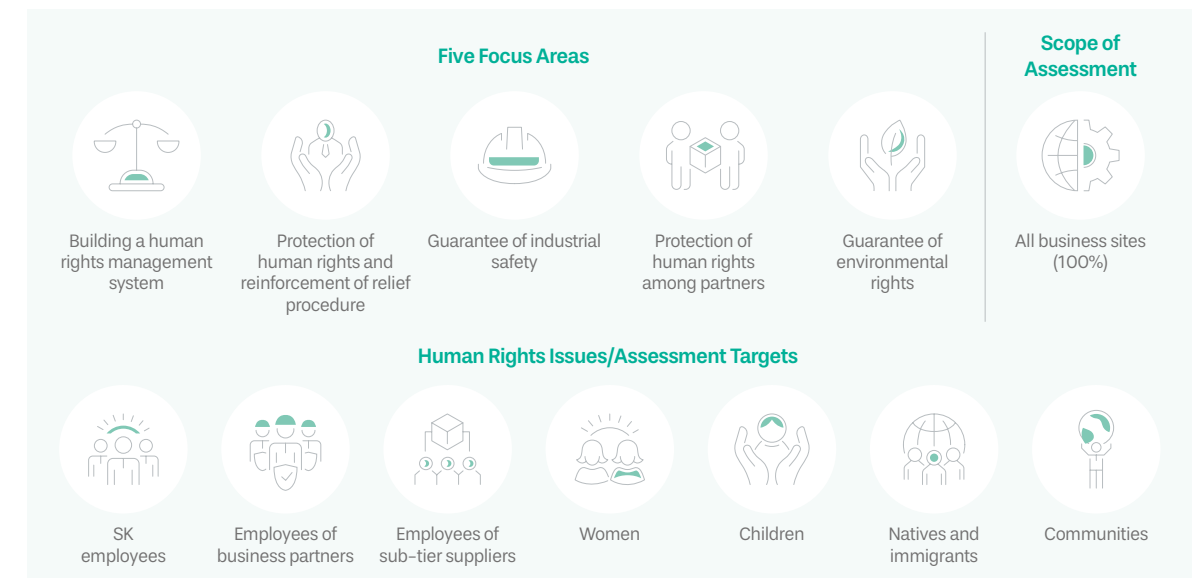 Five Focus Areas
Building a human
rights management
system
Protection of
human rights and
reinforcement of relief
procedure
Guarantee of industrial
safety
Protection of
human rights
among partners
Guarantee of
environmental
rights
Scope of
Assessment
All business sites
(100%)
Human Rights Issues/Assessment Targets
SK
employees
Employees of
business partners
Employees of
sub-tier suppliers
Women
Children
Natives and
immigrants
Communities